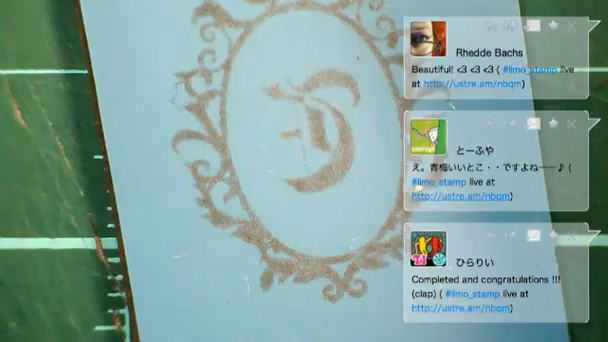 Rhedde Bachs
Beautiful! <3 <3 <3 ( #limo_stamp live
at http://ustre.am/nbqm)
とーふや
え。青梅いいとこ・・ですよねーー♪ (
#limo_stamp live at
http://ustre.am/nbqm)
ひらりい
Completed and congratulations !!!
(clap) ( #limo_stamp live at
http://ustre.am/nbqm)